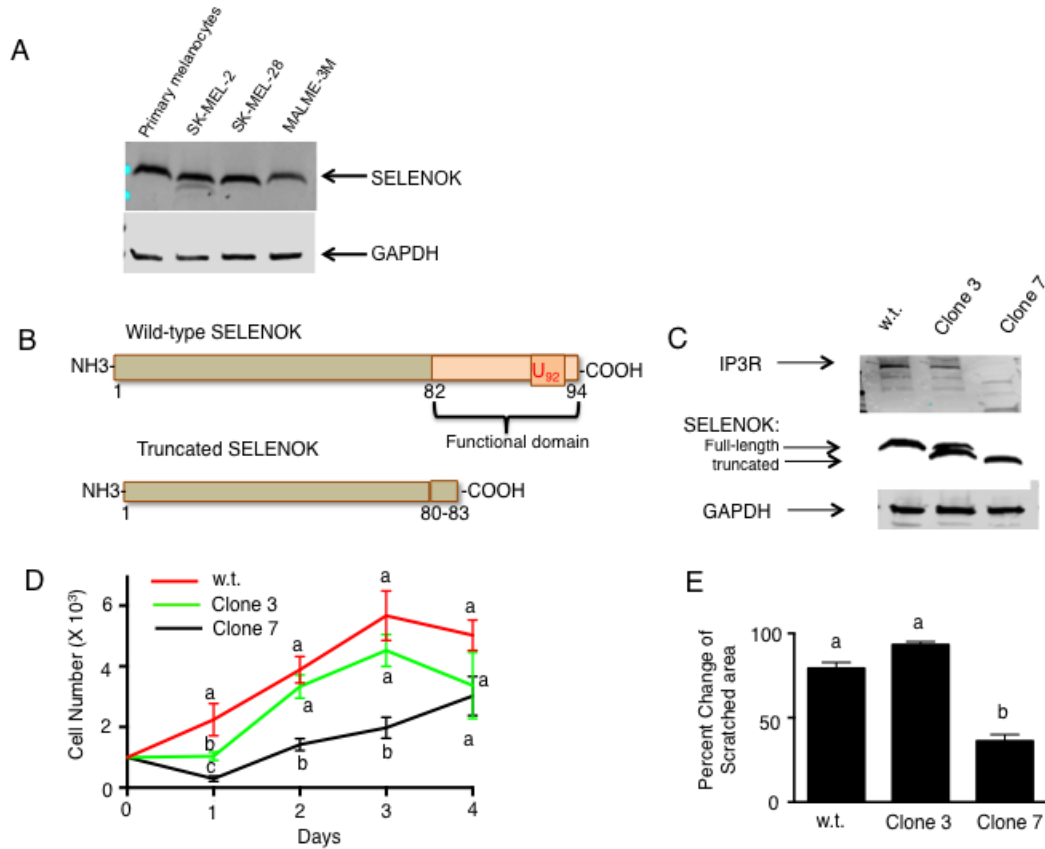 A
Primary melanocytes
SK-MEL-2
SK-MEL-28
MALME-3M
SELENOK
GAPDH
B
Wild-type SELENOK
NH3- U92 -COOH
1 82 94
Functional domain
Truncated SELENOK
NH3- -COOH
1 80-83
C
w.t.
Clone 3
Clone 7
IP3R
SELENOK:
Full-length
truncated
GAPDH
D
w.t.
Clone 3
Clone 7
Cell Number (X 10³)
6
4
2
0
a
b
c
a
a
b
a
a
b
a
a
a
0 1 2 3 4
Days
E
Percent Change of
Scratched area
100
50
0
a
a
b
w.t. Clone 3 Clone 7